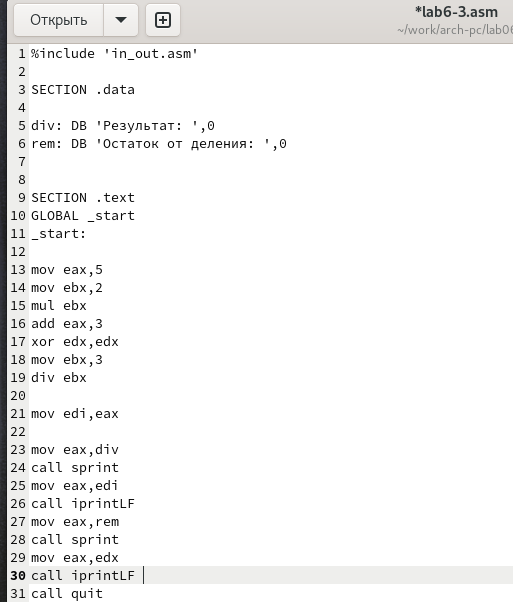 Открыть
*lab6-3.asm
~/work/arch-pc/lab06
1 %include 'in_out.asm'
2
3 SECTION .data
4
5 div: DB 'Результат: ',0
6 rem: DB 'Остаток от деления: ',0
7
8
9 SECTION .text
10 GLOBAL _start
11 _start:
12
13 mov eax,5
14 mov ebx,2
15 mul ebx
16 add eax,3
17 xor edx,edx
18 mov ebx,3
19 div ebx
20
21 mov edi,eax
22
23 mov eax,div
24 call sprint
25 mov eax,edi
26 call iprintLF
27 mov eax,rem
28 call sprint
29 mov eax,edx
30 call iprintLF
31 call quit